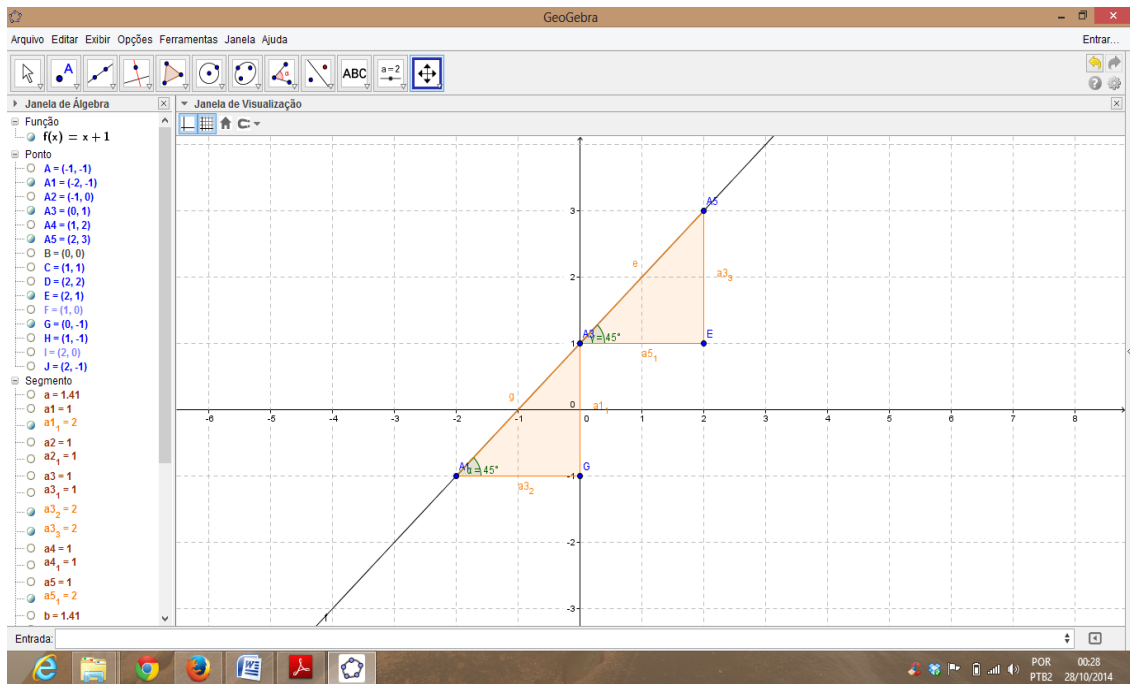 GeoGebra
Arquivo Editar Exibir Opções Ferramentas Janela Ajuda
Entrar...
A
ABC
a=2
Janela de Álgebra
Janela de Visualização
Função
f(x) = x + 1
Ponto
A = (-1, -1)
A1 = (-2, -1)
A2 = (-1, 0)
A3 = (0, 1)
A4 = (1, 2)
A5 = (2, 3)
B = (0, 0)
C = (1, 1)
D = (2, 2)
E = (2, 1)
F = (1, 0)
G = (0, -1)
H = (1, -1)
I = (2, 0)
J = (2, -1)
Segmento
a = 1.41
a1 = 1
a1₁ = 2
a2 = 1
a2₁ = 1
a3 = 1
a3₁ = 1
a3₂ = 2
a3₃ = 2
a4 = 1
a4₁ = 1
a5 = 1
a5₁ = 2
b = 1.41
A5
3
e
a3₃
2
A3
45°
E
1
a5₁
g
0
a1₁
-6 -5 -4 -3 -2 -1 0 1 2 3 4 5 6 7 8
A1
α = 45°
G
-1
a3₂
-2
-3
f
Entrada:
POR
PTB2
00:28
28/10/2014